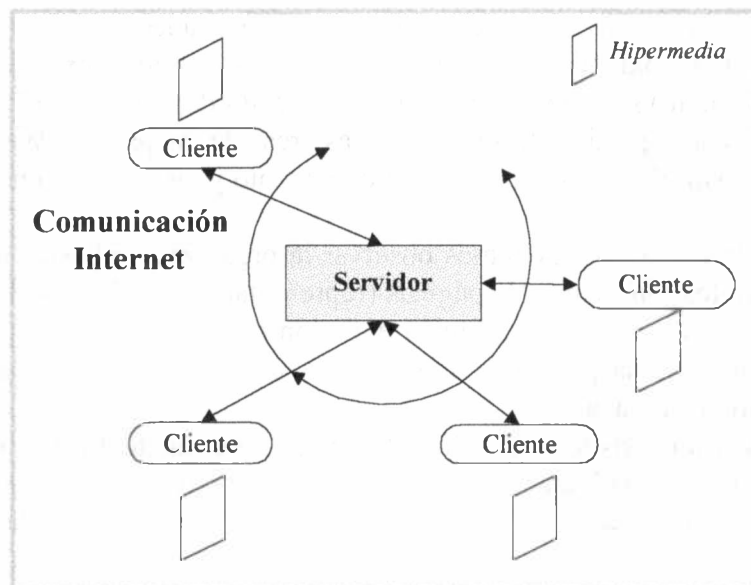 Hipermedia
Cliente
Comunicación
Internet
Servidor
Cliente
Cliente
Cliente